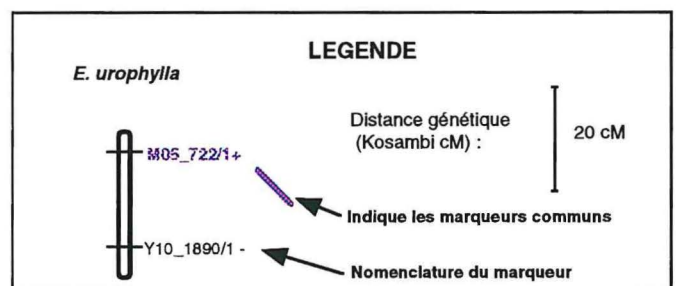 LEGENDE
E. urophylla
Distance génétique
(Kosambi cM) :
20 cM
M05_722/1+
Indique les marqueurs communs
Y10_1890/1 -
Nomenclature du marqueur